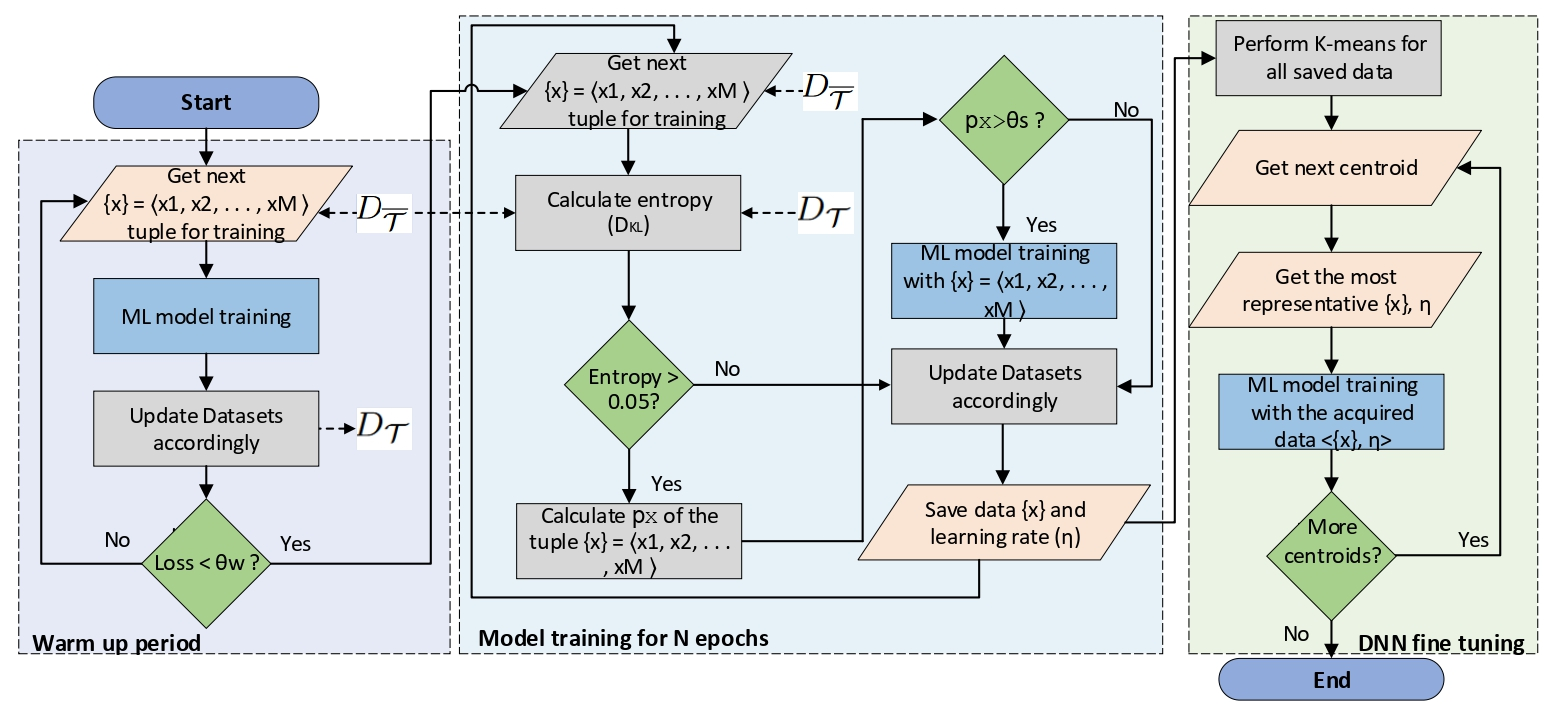 Start
Get next
{x} = ⟨x1, x2, . . . , xM ⟩
tuple for training
D𝒯̅
ML model training
Update Datasets
accordingly
D𝒯
Loss < θw ?
No
Yes
Warm up period
Get next
{x} = ⟨x1, x2, . . . , xM ⟩
tuple for training
D𝒯̅
Calculate entropy
(DKL)
D𝒯
Entropy >
0.05?
No
Yes
Calculate px of the
tuple {x} = ⟨x1, x2, . . .
, xM ⟩
px>θs ?
No
Yes
ML model training
with {x} = ⟨x1, x2, . . . ,
xM ⟩
Update Datasets
accordingly
Save data {x} and
learning rate (η)
Model training for N epochs
Perform K-means for
all saved data
Get next centroid
Get the most
representative {x}, η
ML model training
with the acquired
data <{x}, η>
More
centroids?
Yes
No
DNN fine tuning
End